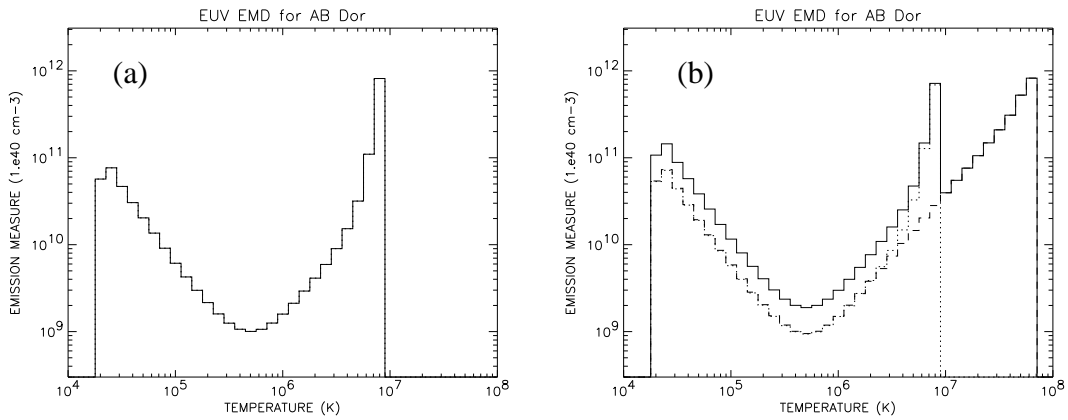 EUV EMD for AB Dor
(a)
10^12
10^11
10^10
10^9
EMISSION MEASURE (1.e40 cm-3)
10^4 10^5 10^6 10^7 10^8
TEMPERATURE (K)
EUV EMD for AB Dor
(b)
10^12
10^11
10^10
10^9
EMISSION MEASURE (1.e40 cm-3)
10^4 10^5 10^6 10^7 10^8
TEMPERATURE (K)